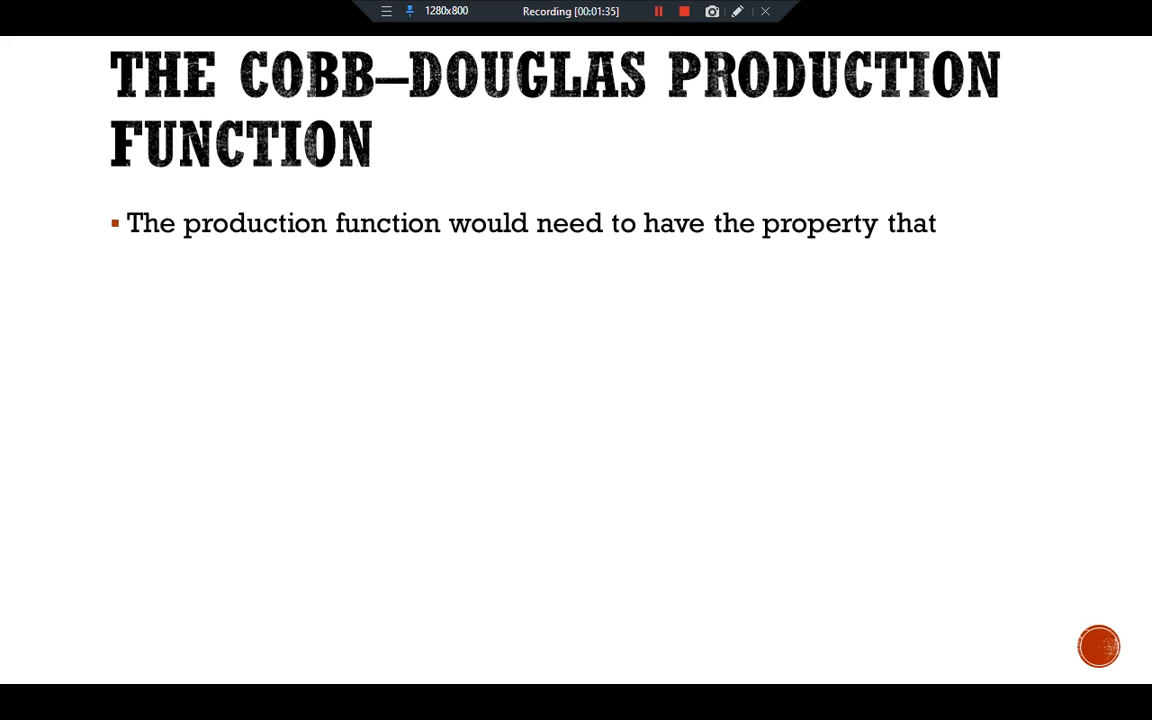 1280x800
Recording [00:01:35]
THE COBB–DOUGLAS PRODUCTION
FUNCTION
▪ The production function would need to have the property that